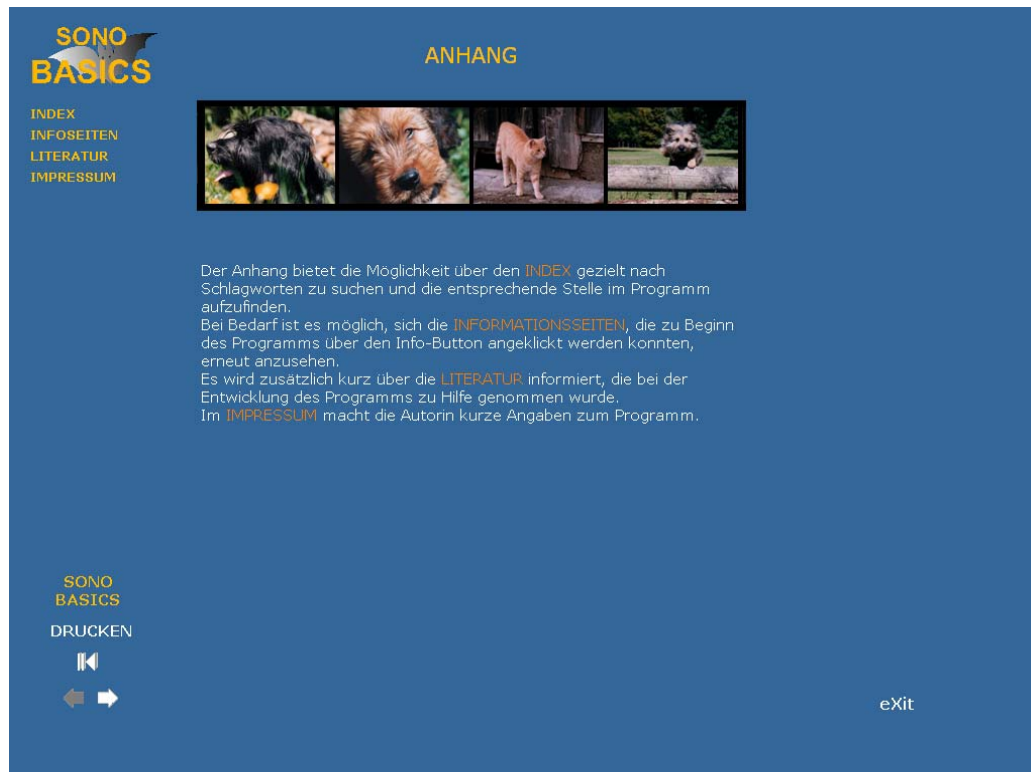 SONO
BASICS
ANHANG
INDEX
INFOSEITEN
LITERATUR
IMPRESSUM
Der Anhang bietet die Möglichkeit über den INDEX gezielt nach
Schlagworten zu suchen und die entsprechende Stelle im Programm
aufzufinden.
Bei Bedarf ist es möglich, sich die INFORMATIONSSEITEN, die zu Beginn
des Programms über den Info-Button angeklickt werden konnten,
erneut anzusehen.
Es wird zusätzlich kurz über die LITERATUR informiert, die bei der
Entwicklung des Programms zu Hilfe genommen wurde.
Im IMPRESSUM macht die Autorin kurze Angaben zum Programm.
SONO
BASICS
DRUCKEN
eXit